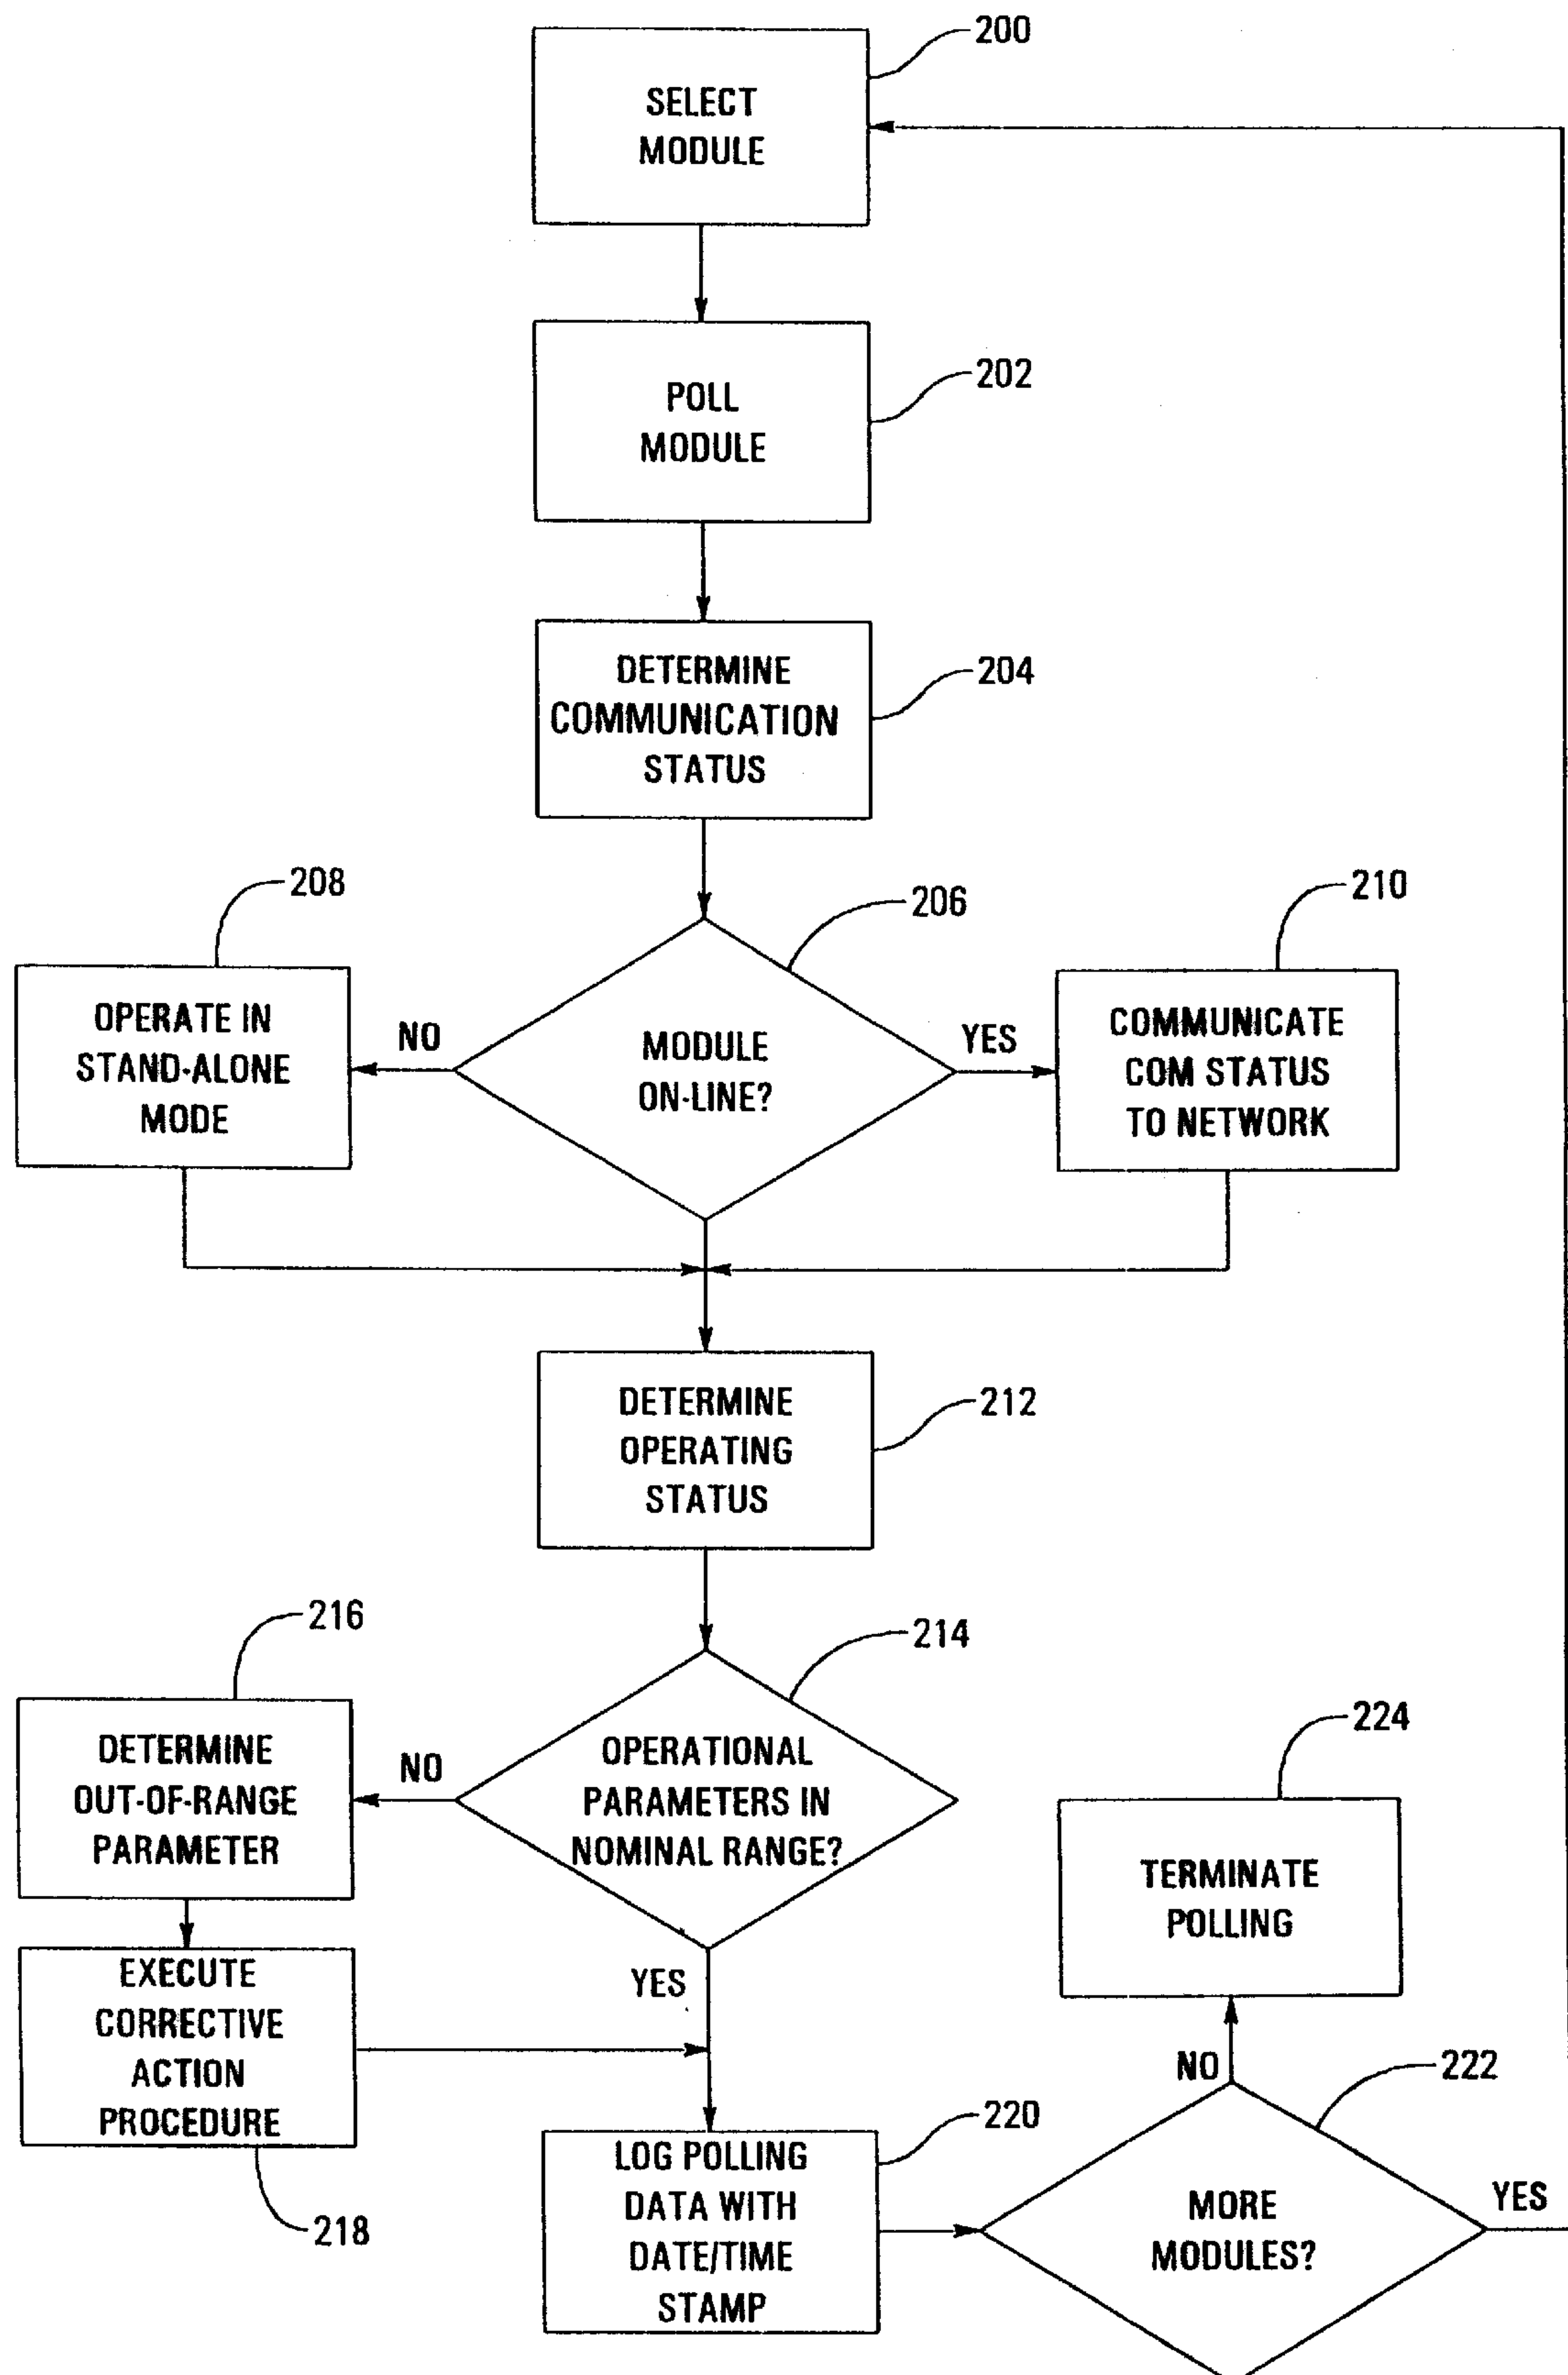 200
SELECT
MODULE
202
POLL
MODULE
204
DETERMINE
COMMUNICATION
STATUS
208
206
210
OPERATE IN
STAND-ALONE
MODE
NO
MODULE
ON-LINE?
YES
COMMUNICATE
COM STATUS
TO NETWORK
212
DETERMINE
OPERATING
STATUS
216
214
DETERMINE
OUT-OF-RANGE
PARAMETER
NO
OPERATIONAL
PARAMETERS IN
NOMINAL RANGE?
224
TERMINATE
POLLING
EXECUTE
CORRECTIVE
ACTION
PROCEDURE
218
YES
NO
222
220
LOG POLLING
DATA WITH
DATE/TIME
STAMP
MORE
MODULES?
YES